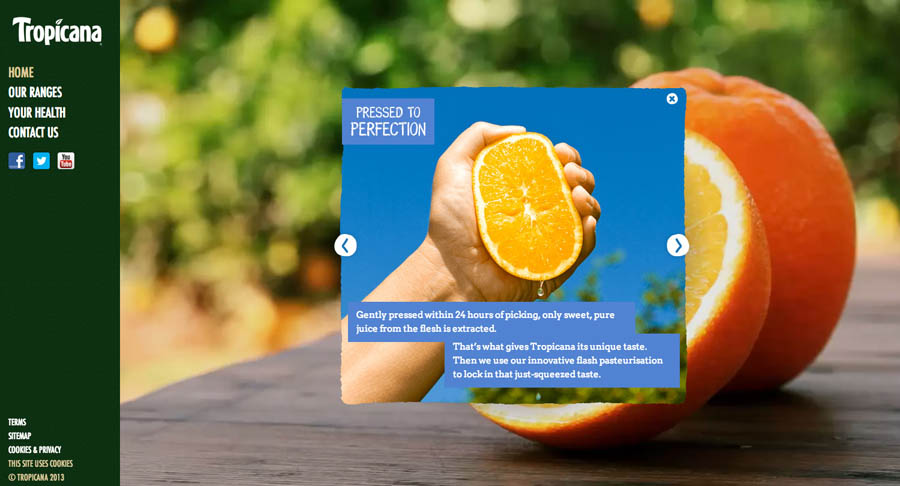 Tropicana
HOME
OUR RANGES
YOUR HEALTH
CONTACT US
You
Tube
PRESSED TO
PERFECTION
Gently pressed within 24 hours of picking, only sweet, pure
juice from the flesh is extracted.
That's what gives Tropicana its unique taste.
Then we use our innovative flash pasteurisation
to lock in that just-squeezed taste.
TERMS
SITEMAP
COOKIES & PRIVACY
THIS SITE USES COOKIES
© TROPICANA 2013